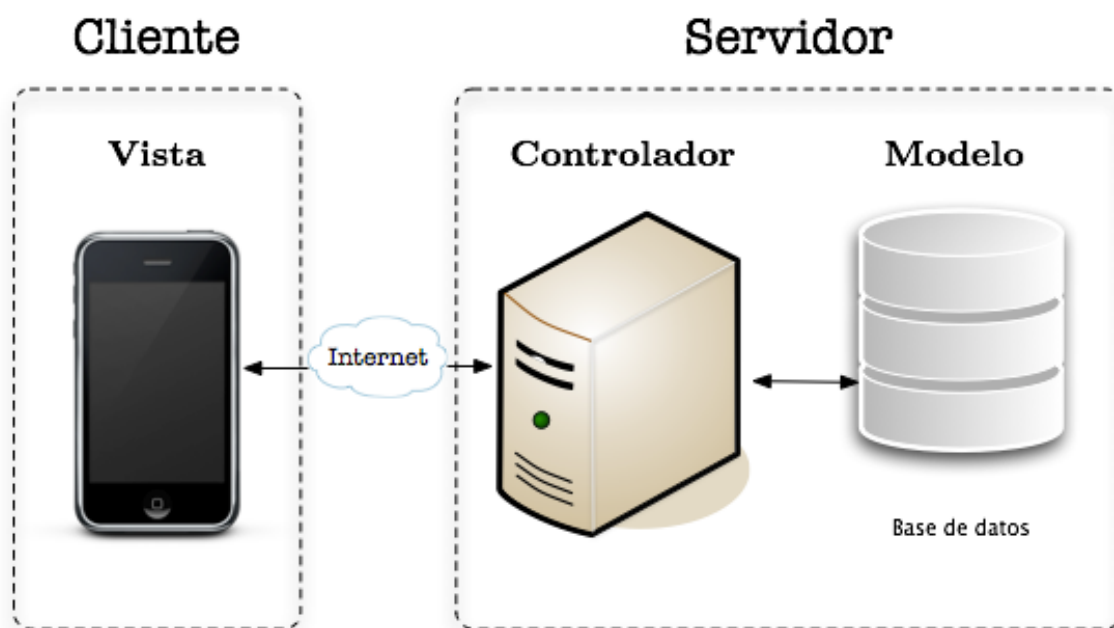 Cliente
Servidor
Vista
Controlador
Modelo
Internet
Base de datos